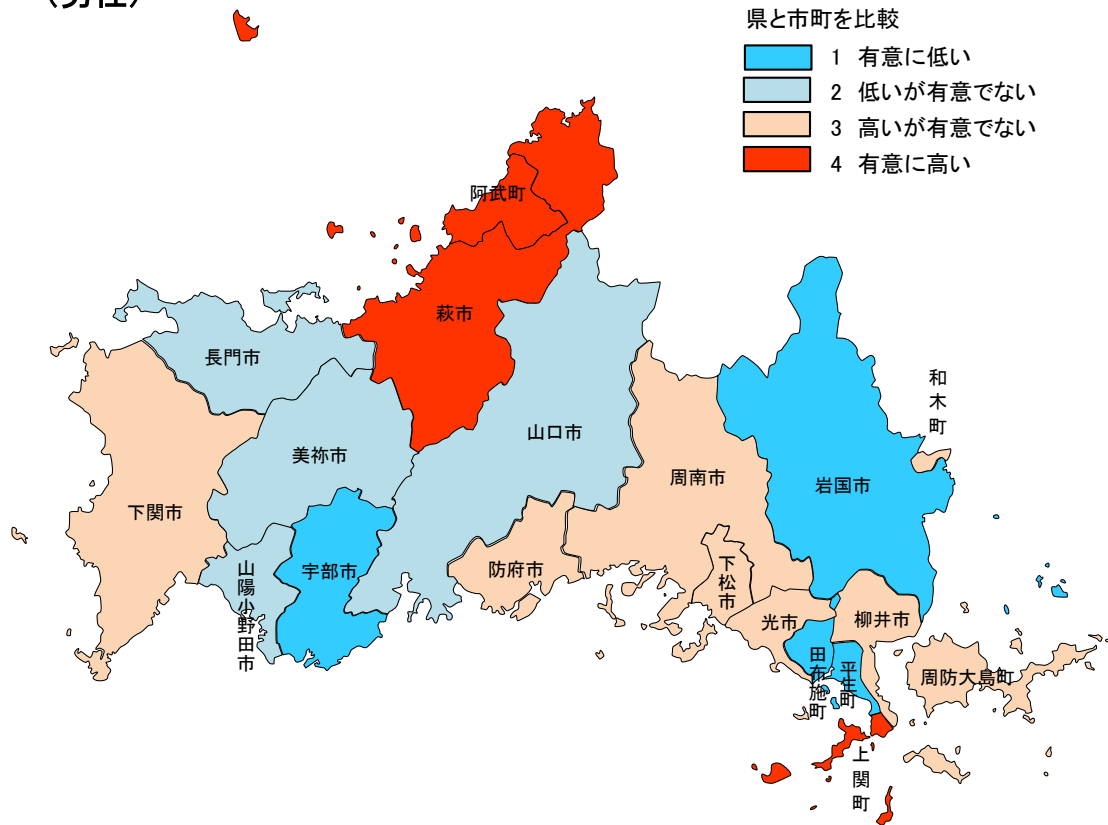 （男性）
県と市町を比較
1 有意に低い
2 低いが有意でない
3 高いが有意でない
4 有意に高い
阿武町
萩市
長門市
和木町
山口市
美祢市
周南市
岩国市
下関市
宇部市
防府市
下松市
山陽小野田市
光市
柳井市
田布施町
平生町
周防大島町
上関町